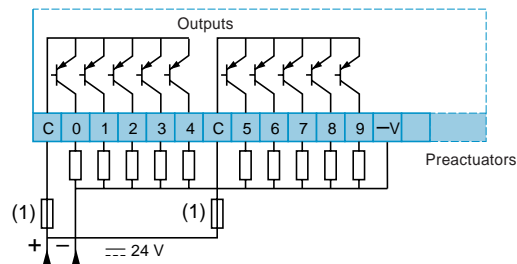 Outputs
C 0 1 2 3 4 C 5 6 7 8 9 –V
Preactuators
(1) (1)
+ – 24 V